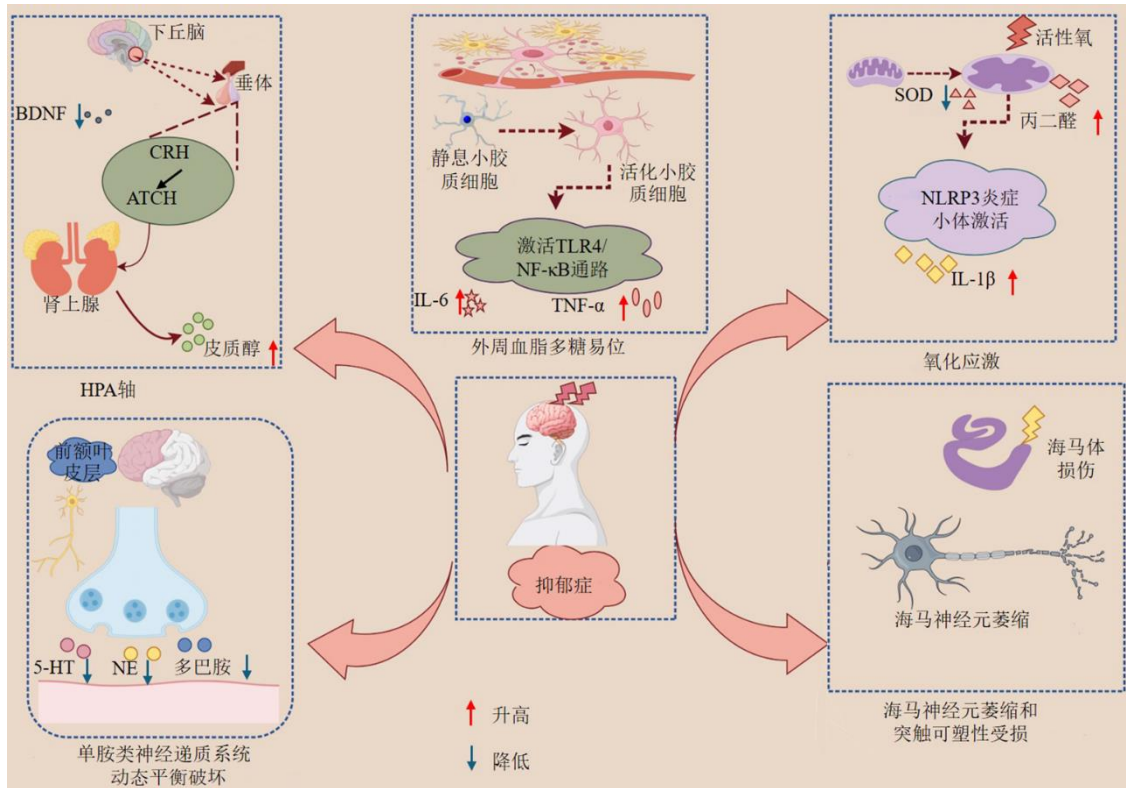 下丘脑
垂体
BDNF
CRH
ATCH
肾上腺
皮质醇
HPA轴
静息小胶
质细胞
活化小胶
质细胞
激活TLR4/
NF-κB通路
IL-6
TNF-α
外周血脂多糖易位
活性氧
SOD
丙二醛
NLRP3炎症
小体激活
IL-1β
氧化应激
前额叶
皮层
5-HT
NE
多巴胺
单胺类神经递质系统
动态平衡破坏
抑郁症
升高
降低
海马体
损伤
海马神经元萎缩
海马神经元萎缩和
突触可塑性受损